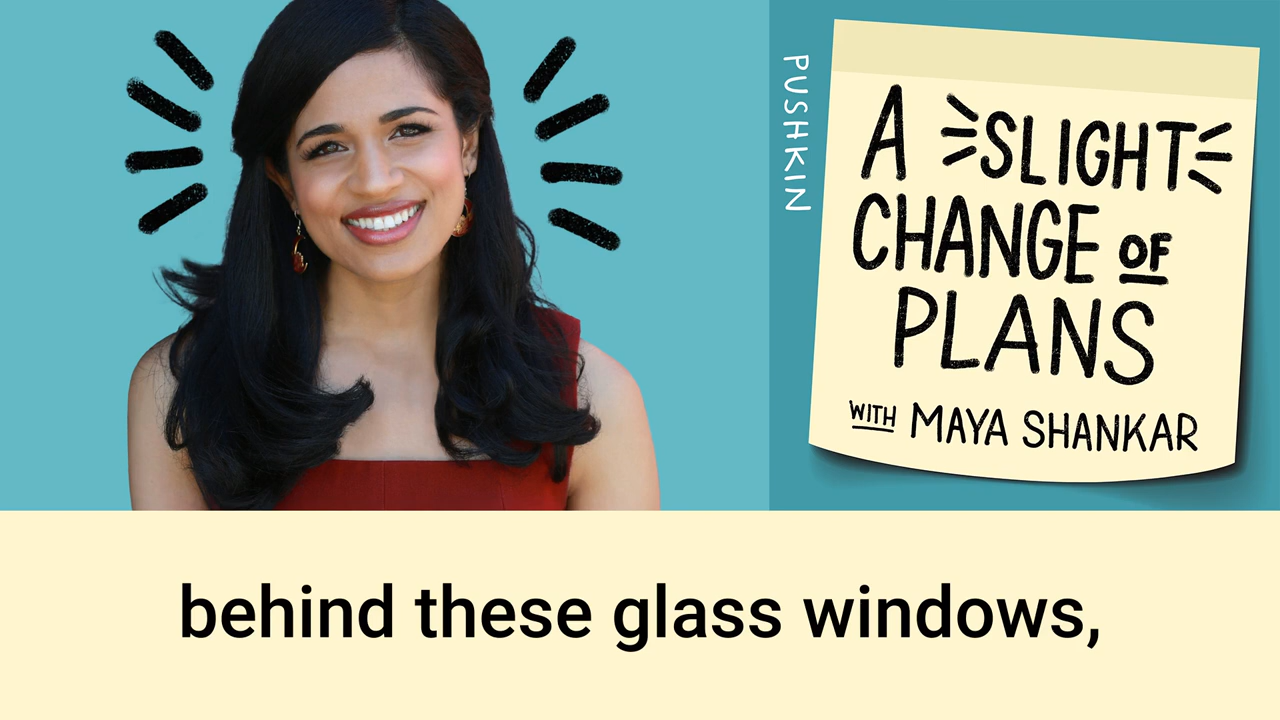 PUSHKIN
A SLIGHT
CHANGE OF
PLANS
WITH MAYA SHANKAR
behind these glass windows,